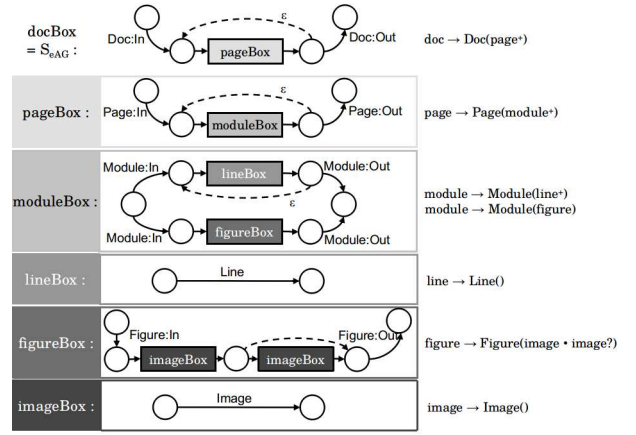 docBox
= SeAG :
Doc:In
ε
pageBox
Doc:Out
doc → Doc(page⁺)
pageBox :
Page:In
ε
moduleBox
Page:Out
page → Page(module⁺)
moduleBox :
Module:In
lineBox
Module:Out
ε
Module:In
figureBox
Module:Out
module → Module(line⁺)
module → Module(figure)
lineBox :
Line
line → Line()
figureBox :
Figure:In
imageBox
imageBox
Figure:Out
figure → Figure(image • image?)
imageBox :
Image
image → Image()